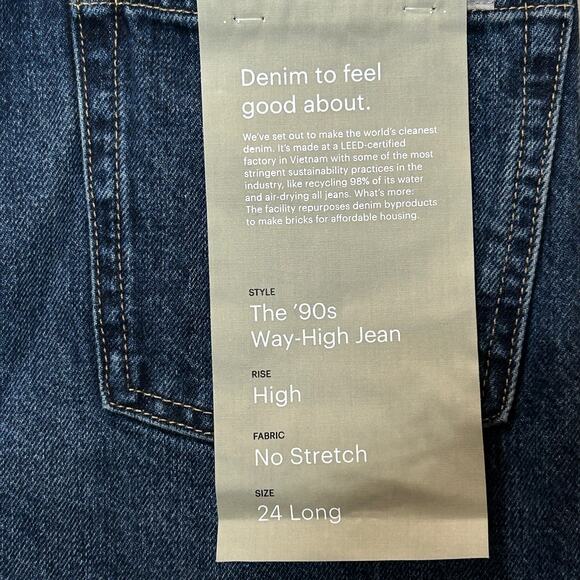 Denim to feel
good about.
We've set out to make the world's cleanest
denim. It's made at a LEED-certified
factory in Vietnam with some of the most
stringent sustainability practices in the
industry, like recycling 98% of its water
and air-drying all jeans. What's more:
The facility repurposes denim byproducts
to make bricks for affordable housing.
STYLE
The '90s
Way-High Jean
RISE
High
FABRIC
No Stretch
SIZE
24 Long